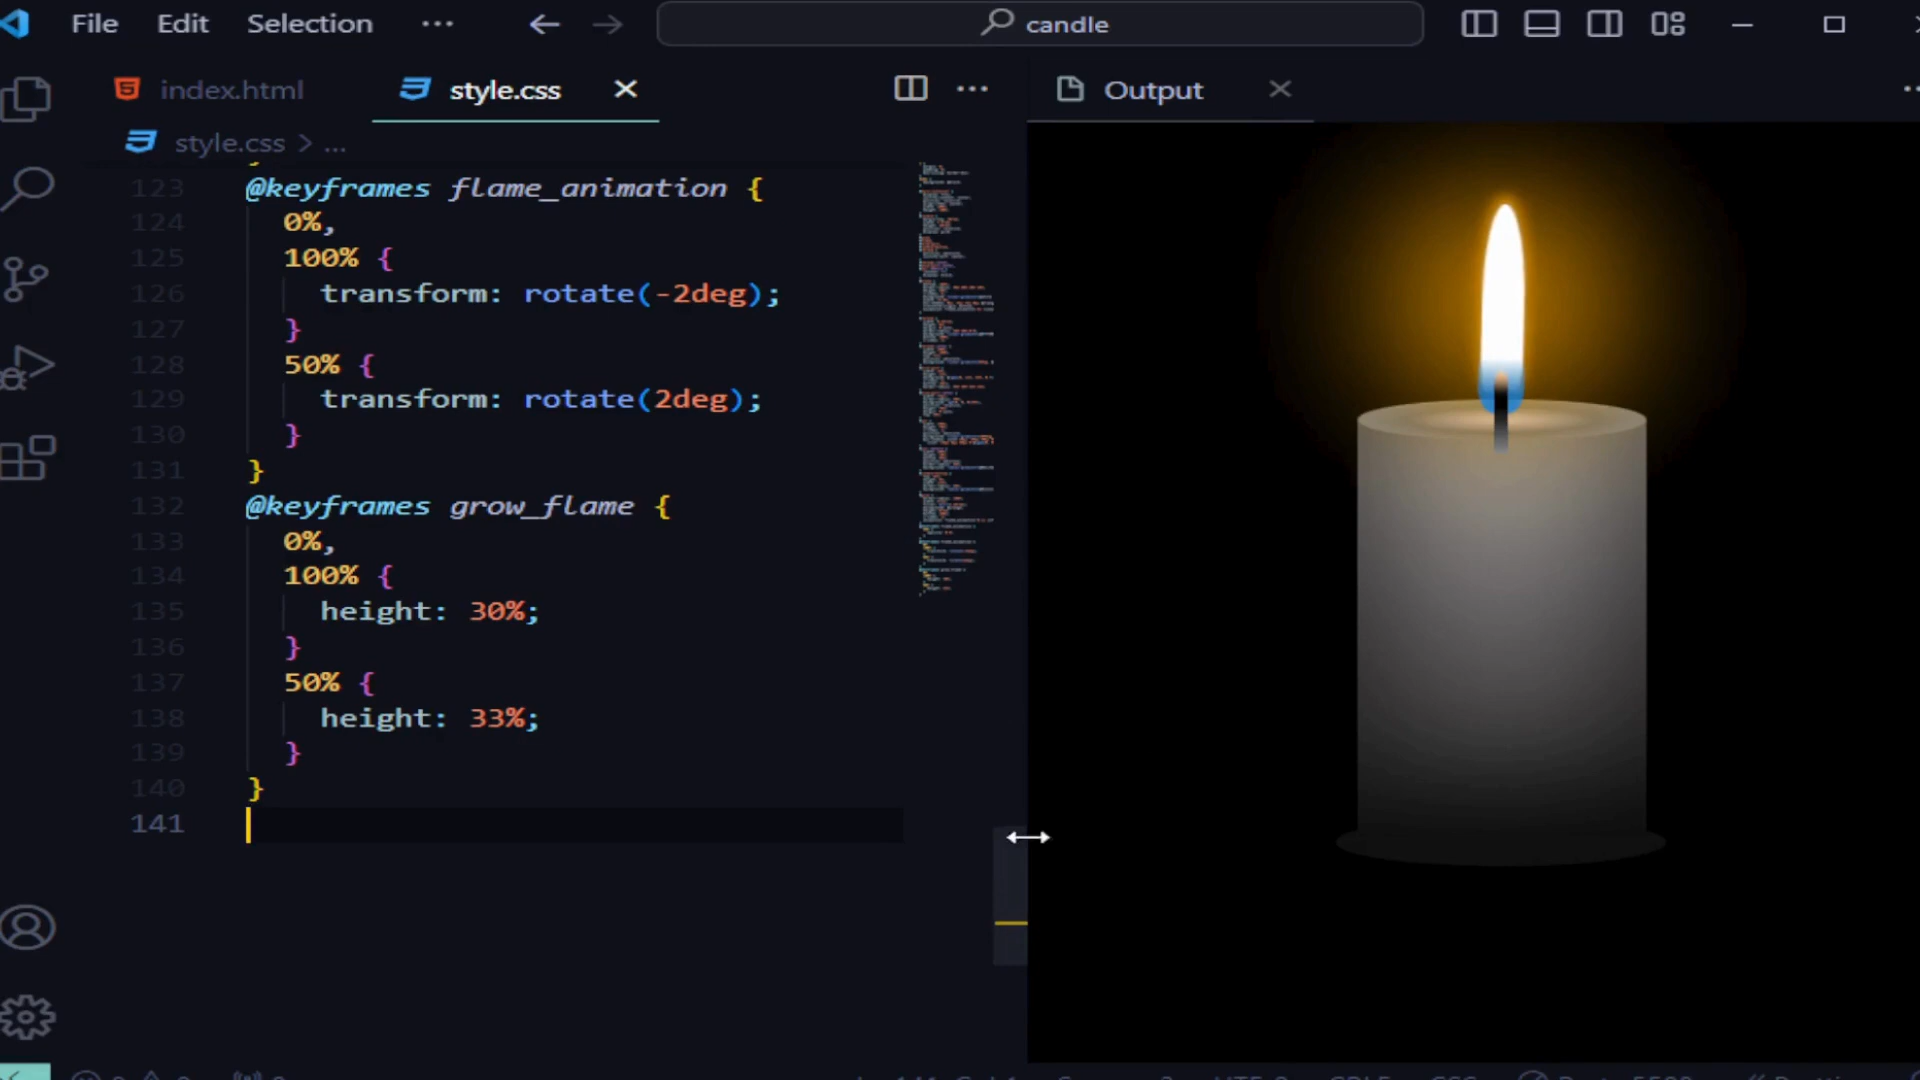 File Edit Selection ··· candle
index.html style.css Output
style.css > ...
123 @keyframes flame_animation {
124 0%,
125 100% {
126 transform: rotate(-2deg);
127 }
128 50% {
129 transform: rotate(2deg);
130 }
131 }
132 @keyframes grow_flame {
133 0%,
134 100% {
135 height: 30%;
136 }
137 50% {
138 height: 33%;
139 }
140 }
141